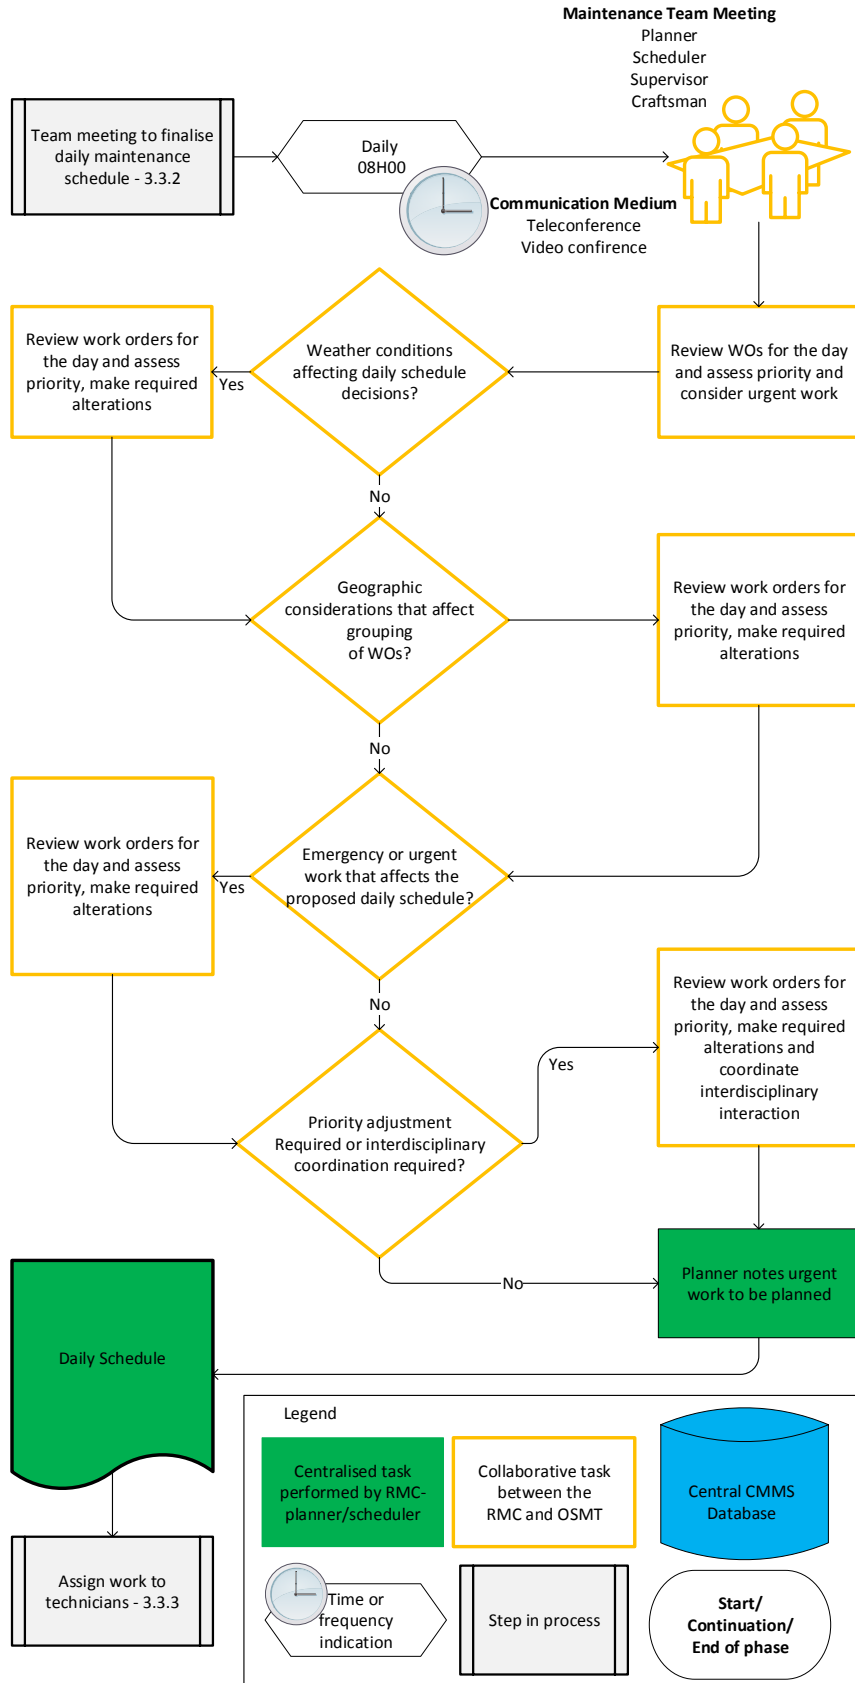 Maintenance Team Meeting
Planner
Scheduler
Supervisor
Craftsman
Team meeting to finalise
daily maintenance
schedule - 3.3.2
Daily
08H00
Communication Medium
Teleconference
Video confirence
Review work orders for
the day and assess
priority, make required
alterations
Yes
Weather conditions
affecting daily schedule
decisions?
Review WOs for the day
and assess priority and
consider urgent work
No
Geographic
considerations that affect
grouping
of WOs?
Review work orders for
the day and assess
priority, make required
alterations
No
Review work orders for
the day and assess
priority, make required
alterations
Yes
Emergency or urgent
work that affects the
proposed daily schedule?
No
Review work orders for
the day and assess
priority, make required
alterations and
coordinate
interdisciplinary
interaction
Yes
Priority adjustment
Required or interdisciplinary
coordination required?
No
Planner notes urgent
work to be planned
Daily Schedule
Assign work to
technicians - 3.3.3
Legend
Centralised task
performed by RMC-
planner/scheduler
Collaborative task
between the
RMC and OSMT
Central CMMS
Database
Time or
frequency
indication
Step in process
Start/
Continuation/
End of phase